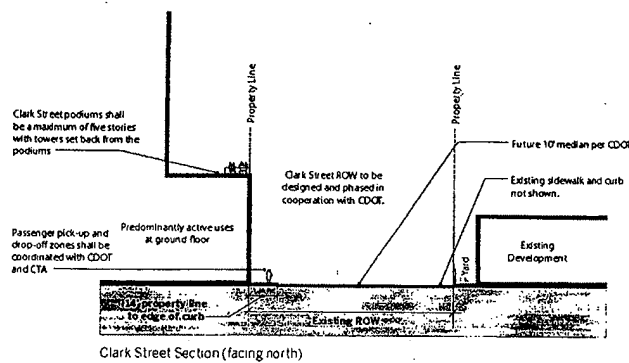 Property Line
Property Line
Clark Street podiums shall
be a maximum of five stories
with towers set back from the
podiums
Future 10' median per CDOT
Clark Street ROW to be
designed and phased in
cooperation with CDOT.
Existing sidewalk and curb
not shown.
Passenger pick-up and
drop-off zones shall be
coordinated with CDOT
and CTA
Predominantly active uses
at ground floor
Existing
Development
Yard
(14) property line
to edge of curb
Existing ROW
Clark Street Section (facing north)